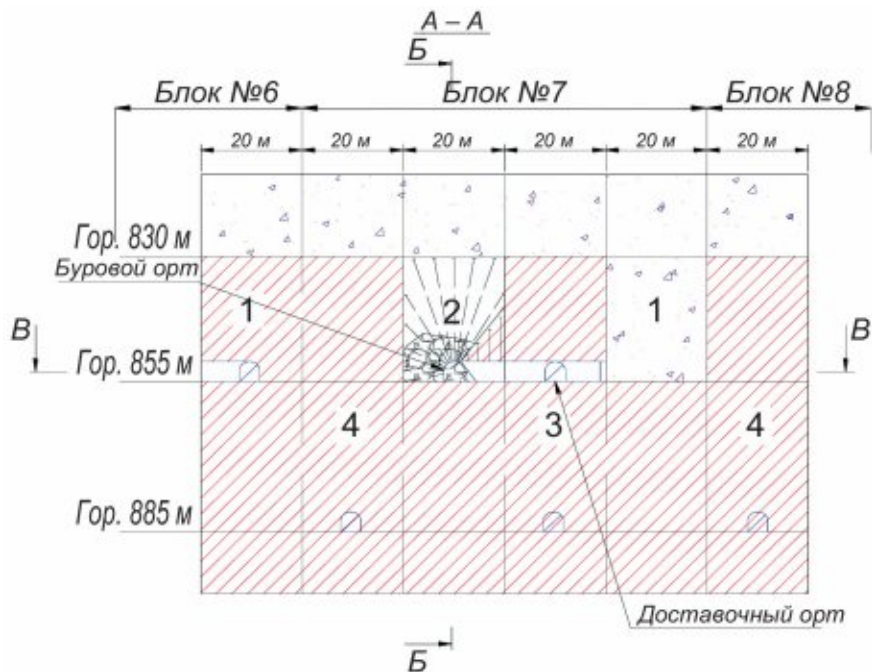 А – А
Б
Блок №6
Блок №7
Блок №8
20 м
20 м
20 м
20 м
20 м
20 м
Гор. 830 м
Буровой орт
1
2
1
В
В
Гор. 855 м
4
3
4
Гор. 885 м
Доставочный орт
Б